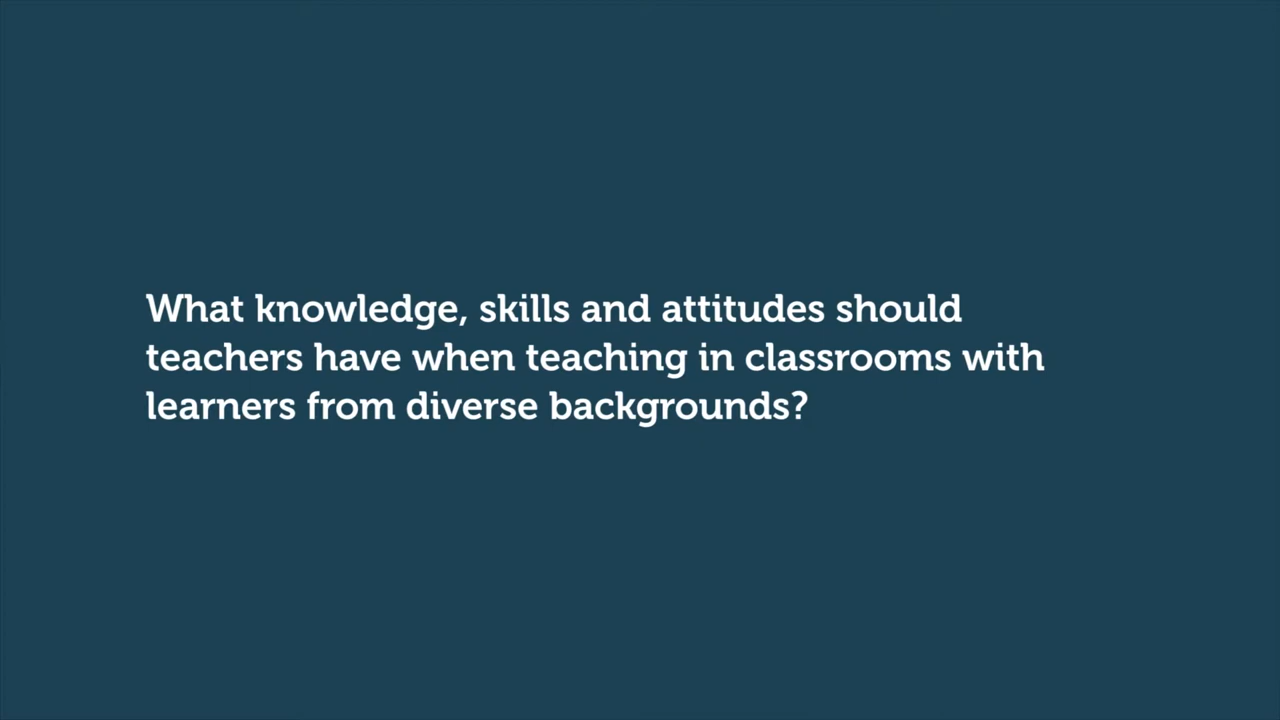 What knowledge, skills and attitudes should
teachers have when teaching in classrooms with
learners from diverse backgrounds?